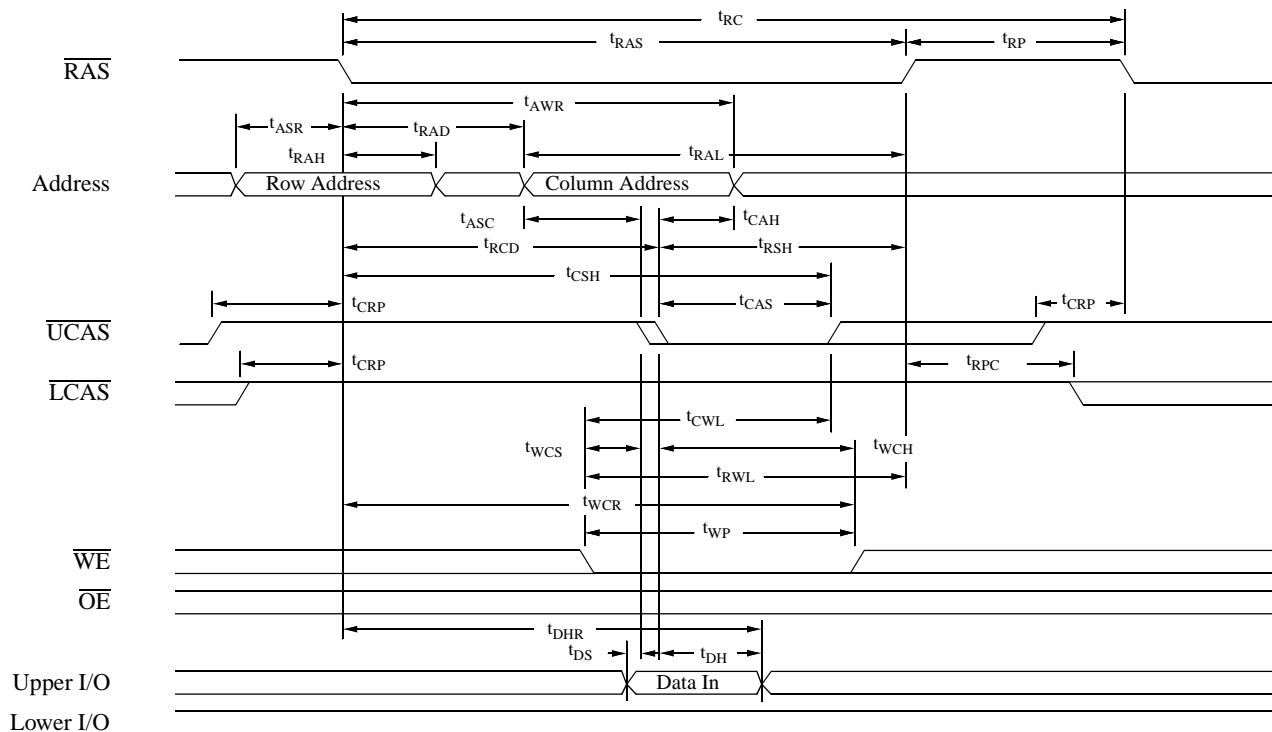 tRC
tRAS
tRP
RAS
tAWR
tASR
tRAD
tRAH
tRAL
Address
Row Address
Column Address
tASC
tCAH
tRCD
tRSH
tCSH
tCAS
tCRP
tCRP
UCAS
tCRP
tRPC
LCAS
tCWL
tWCS
tWCH
tRWL
tWCR
tWP
WE
OE
tDHR
tDS
tDH
Upper I/O
Data In
Lower I/O